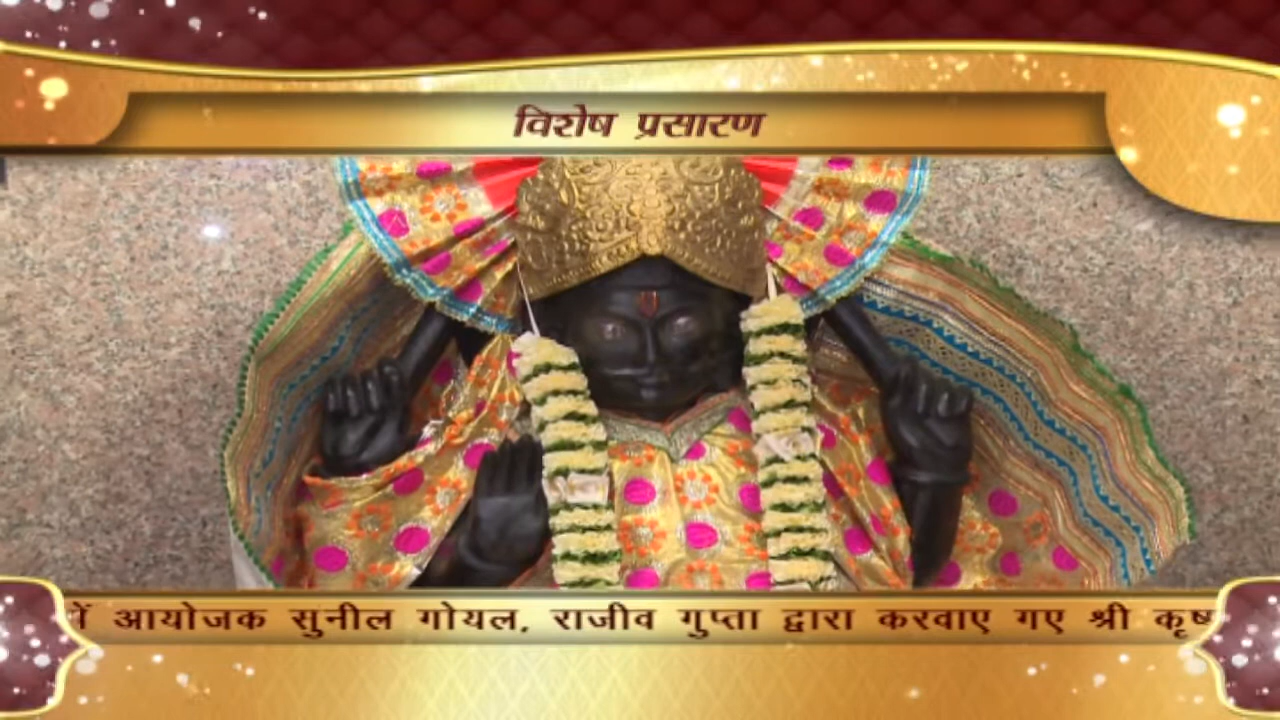 विशेष प्रसारण
आयोजक सुनील गोयल, राजीव गुप्ता द्वारा करवाए गए श्री